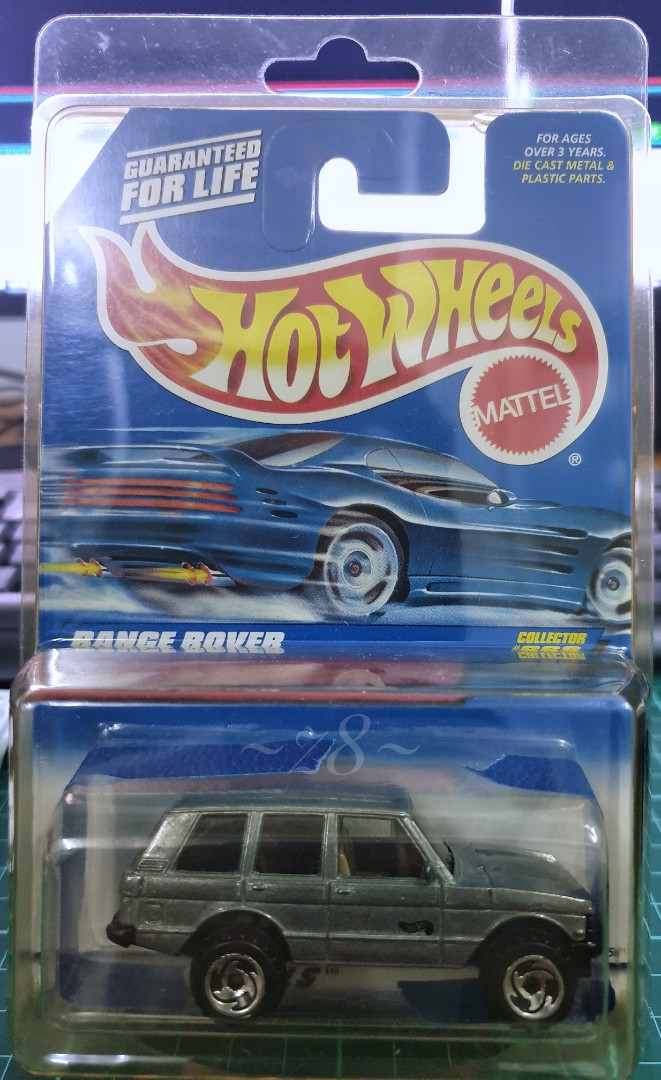 GUARANTEED
FOR LIFE
FOR AGES
OVER 3 YEARS.
DIE CAST METAL &
PLASTIC PARTS.
HOT WHEELS
MATTEL
®
RANGE ROVER
COLLECTOR
~z8~